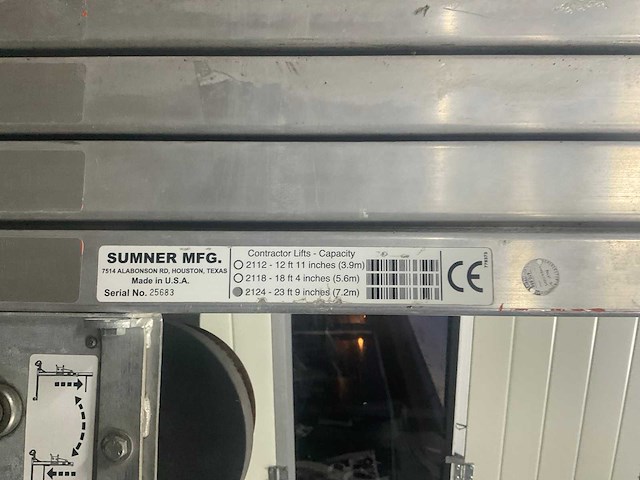 SUMNER MFG.
7514 ALABONSON RD, HOUSTON, TEXAS
Made in U.S.A.
Serial No. 25683
Contractor Lifts - Capacity
2112 - 12 ft 11 inches (3.9m)
2118 - 18 ft 4 inches (5.6m)
2124 - 23 ft 9 inches (7.2m)
CE